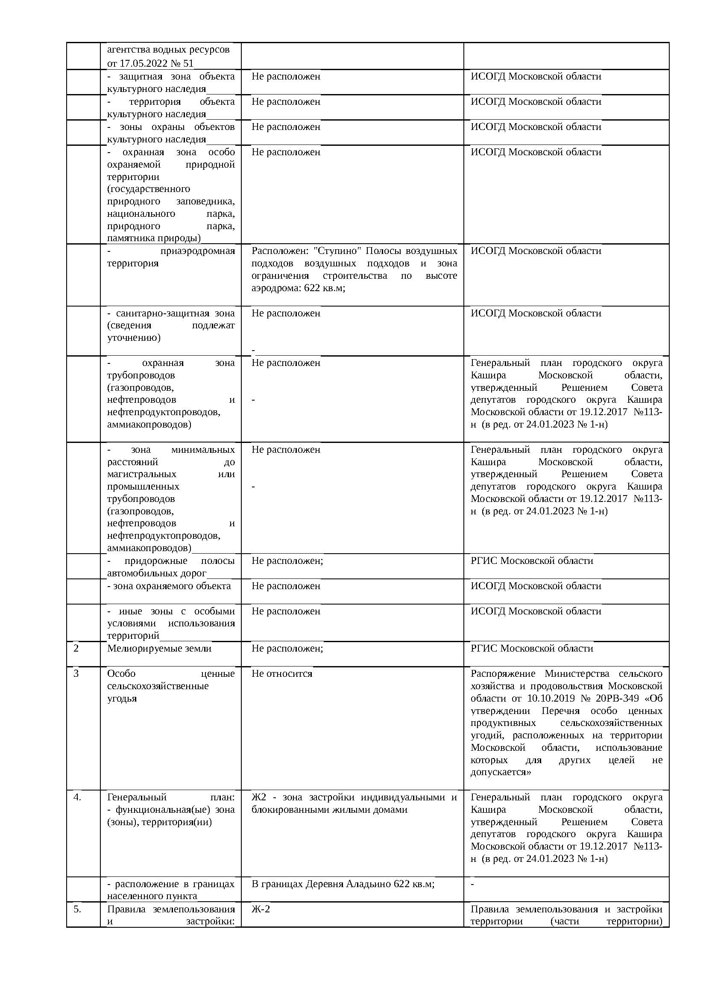 агентства водных ресурсов
от 17.05.2022 № 51
- защитная зона объекта
культурного наследия
Не расположен
ИСОГД Московской области
- территория объекта
культурного наследия
Не расположен
ИСОГД Московской области
- зоны охраны объектов
культурного наследия
Не расположен
ИСОГД Московской области
- охранная зона особо
охраняемой природной
территории
(государственного
природного заповедника,
национального парка,
природного парка,
памятника природы)
Не расположен
ИСОГД Московской области
- приаэродромная
территория
Расположен: "Ступино" Полосы воздушных
подходов воздушных подходов и зона
ограничения строительства по высоте
аэродрома: 622 кв.м;
ИСОГД Московской области
- санитарно-защитная зона
(сведения подлежат
уточнению)
Не расположен
-
ИСОГД Московской области
- охранная зона
трубопроводов
(газопроводов,
нефтепроводов и
нефтепродуктопроводов,
аммиакопроводов)
Не расположен
-
Генеральный план городского округа
Кашира Московской области,
утвержденный Решением Совета
депутатов городского округа Кашира
Московской области от 19.12.2017 №113-
н (в ред. от 24.01.2023 № 1-н)
- зона минимальных
расстояний до
магистральных или
промышленных
трубопроводов
(газопроводов,
нефтепроводов и
нефтепродуктопроводов,
аммиакопроводов)
Не расположен
-
Генеральный план городского округа
Кашира Московской области,
утвержденный Решением Совета
депутатов городского округа Кашира
Московской области от 19.12.2017 №113-
н (в ред. от 24.01.2023 № 1-н)
- придорожные полосы
автомобильных дорог
Не расположен;
РГИС Московской области
- зона охраняемого объекта
Не расположен
ИСОГД Московской области
- иные зоны с особыми
условиями использования
территорий
Не расположен
ИСОГД Московской области
2
Мелиорируемые земли
Не расположен;
РГИС Московской области
3
Особо ценные
сельскохозяйственные
угодья
Не относится
Распоряжение Министерства сельского
хозяйства и продовольствия Московской
области от 10.10.2019 № 20РВ-349 «Об
утверждении Перечня особо ценных
продуктивных сельскохозяйственных
угодий, расположенных на территории
Московской области, использование
которых для других целей не
допускается»
4.
Генеральный план:
- функциональная(ые) зона
(зоны), территория(ии)
Ж2 - зона застройки индивидуальными и
блокированными жилыми домами
Генеральный план городского округа
Кашира Московской области,
утвержденный Решением Совета
депутатов городского округа Кашира
Московской области от 19.12.2017 №113-
н (в ред. от 24.01.2023 № 1-н)
- расположение в границах
населенного пункта
В границах Деревня Аладьино 622 кв.м;
-
5.
Правила землепользования
и застройки:
Ж-2
Правила землепользования и застройки
территории (части территории)